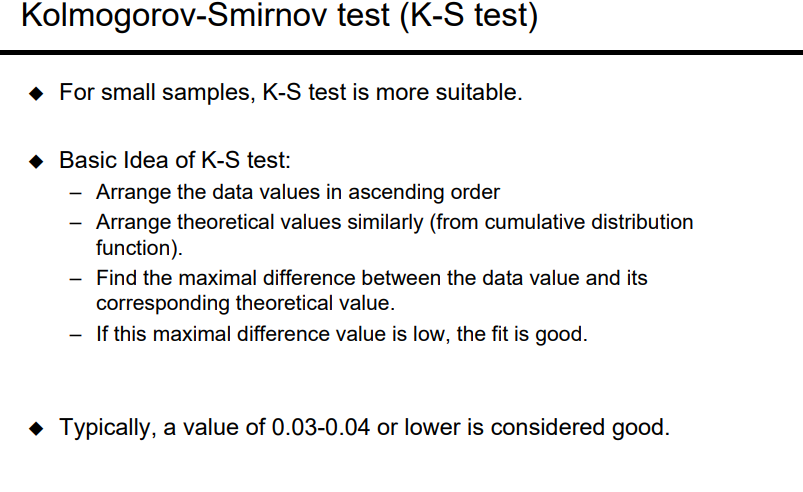 Kolmogorov-Smirnov test (K-S test)
◆ For small samples, K-S test is more suitable.
◆ Basic Idea of K-S test:
– Arrange the data values in ascending order
– Arrange theoretical values similarly (from cumulative distribution
function).
– Find the maximal difference between the data value and its
corresponding theoretical value.
– If this maximal difference value is low, the fit is good.
◆ Typically, a value of 0.03-0.04 or lower is considered good.